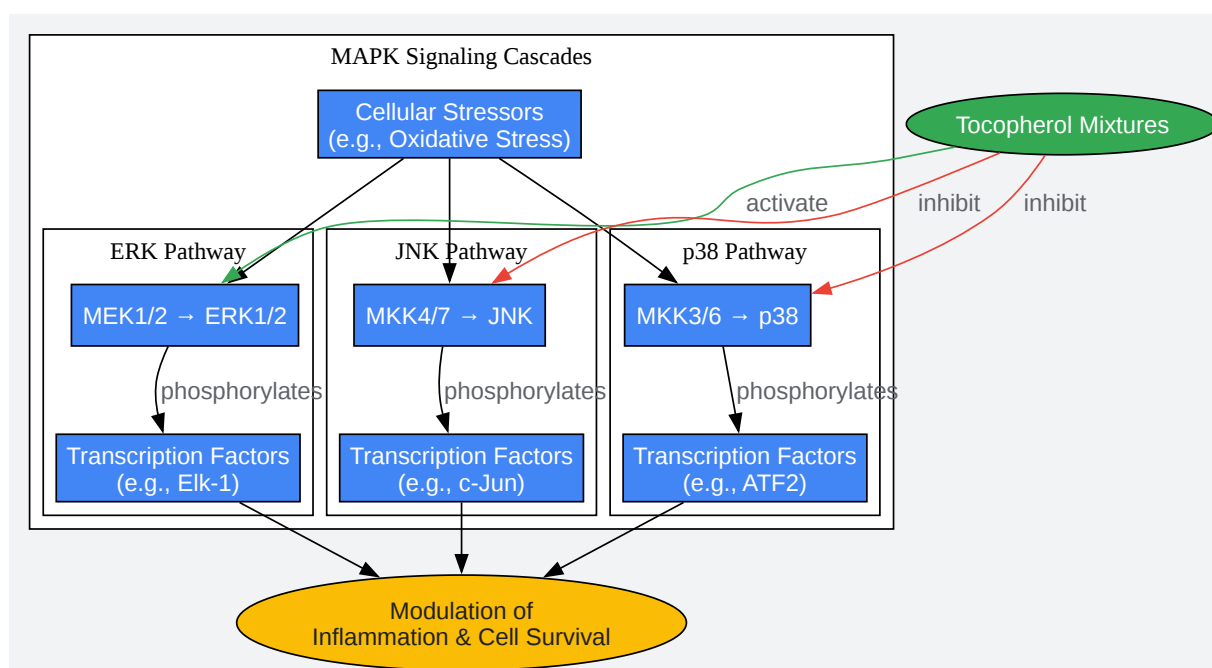 MAPK Signaling Cascades
Cellular Stressors
(e.g., Oxidative Stress)
Tocopherol Mixtures
activate
inhibit
inhibit
ERK Pathway
JNK Pathway
p38 Pathway
MEK1/2 → ERK1/2
MKK4/7 → JNK
MKK3/6 → p38
phosphorylates
phosphorylates
phosphorylates
Transcription Factors
(e.g., Elk-1)
Transcription Factors
(e.g., c-Jun)
Transcription Factors
(e.g., ATF2)
Modulation of
Inflammation & Cell Survival